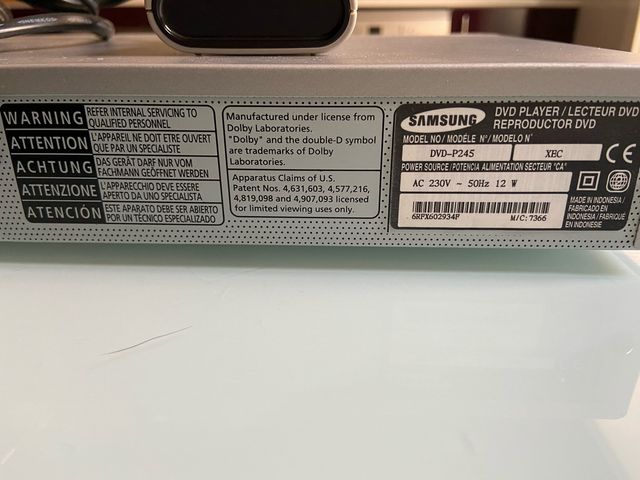 WARNING
REFER INTERNAL SERVICING TO
QUALIFIED PERSONNEL
ATTENTION
L'APPAREIL NE DOIT ETRE OUVERT
QUE PAR UN SPECIALISTE
ACHTUNG
DAS GERÄT DARF NUR VOM
FACHMANN GEÖFFNET WERDEN
ATTENZIONE
L'APPARECCHIO DEVE ESSERE
APERTO DA UNO SPECIALISTA
ATENCIÓN
ESTE APARATO DEBE SER ABIERTO
POR UN TÉCNICO ESPECIALIZADO
Manufactured under license from
Dolby Laboratories.
"Dolby" and the double-D symbol
are trademarks of Dolby
Laboratories.
Apparatus Claims of U.S.
Patent Nos. 4,631,603, 4,577,216,
4,819,098 and 4,907,093 licensed
for limited viewing uses only.
SAMSUNG
DVD PLAYER / LECTEUR DVD
REPRODUCTOR DVD
MODEL NO / MODÉLE N° / MODELO N°
DVD-P245 XEC
CE
POWER SOURCE / POTENCIA ALIMENTATION SECTEUR "CA"
AC 230V ~ 50Hz 12 W
6RPX602934P M/C: 7366
MADE IN INDONESIA /
FABRICADO EN
INDONESIA / FABRIQUÉ
EN INDONESIE